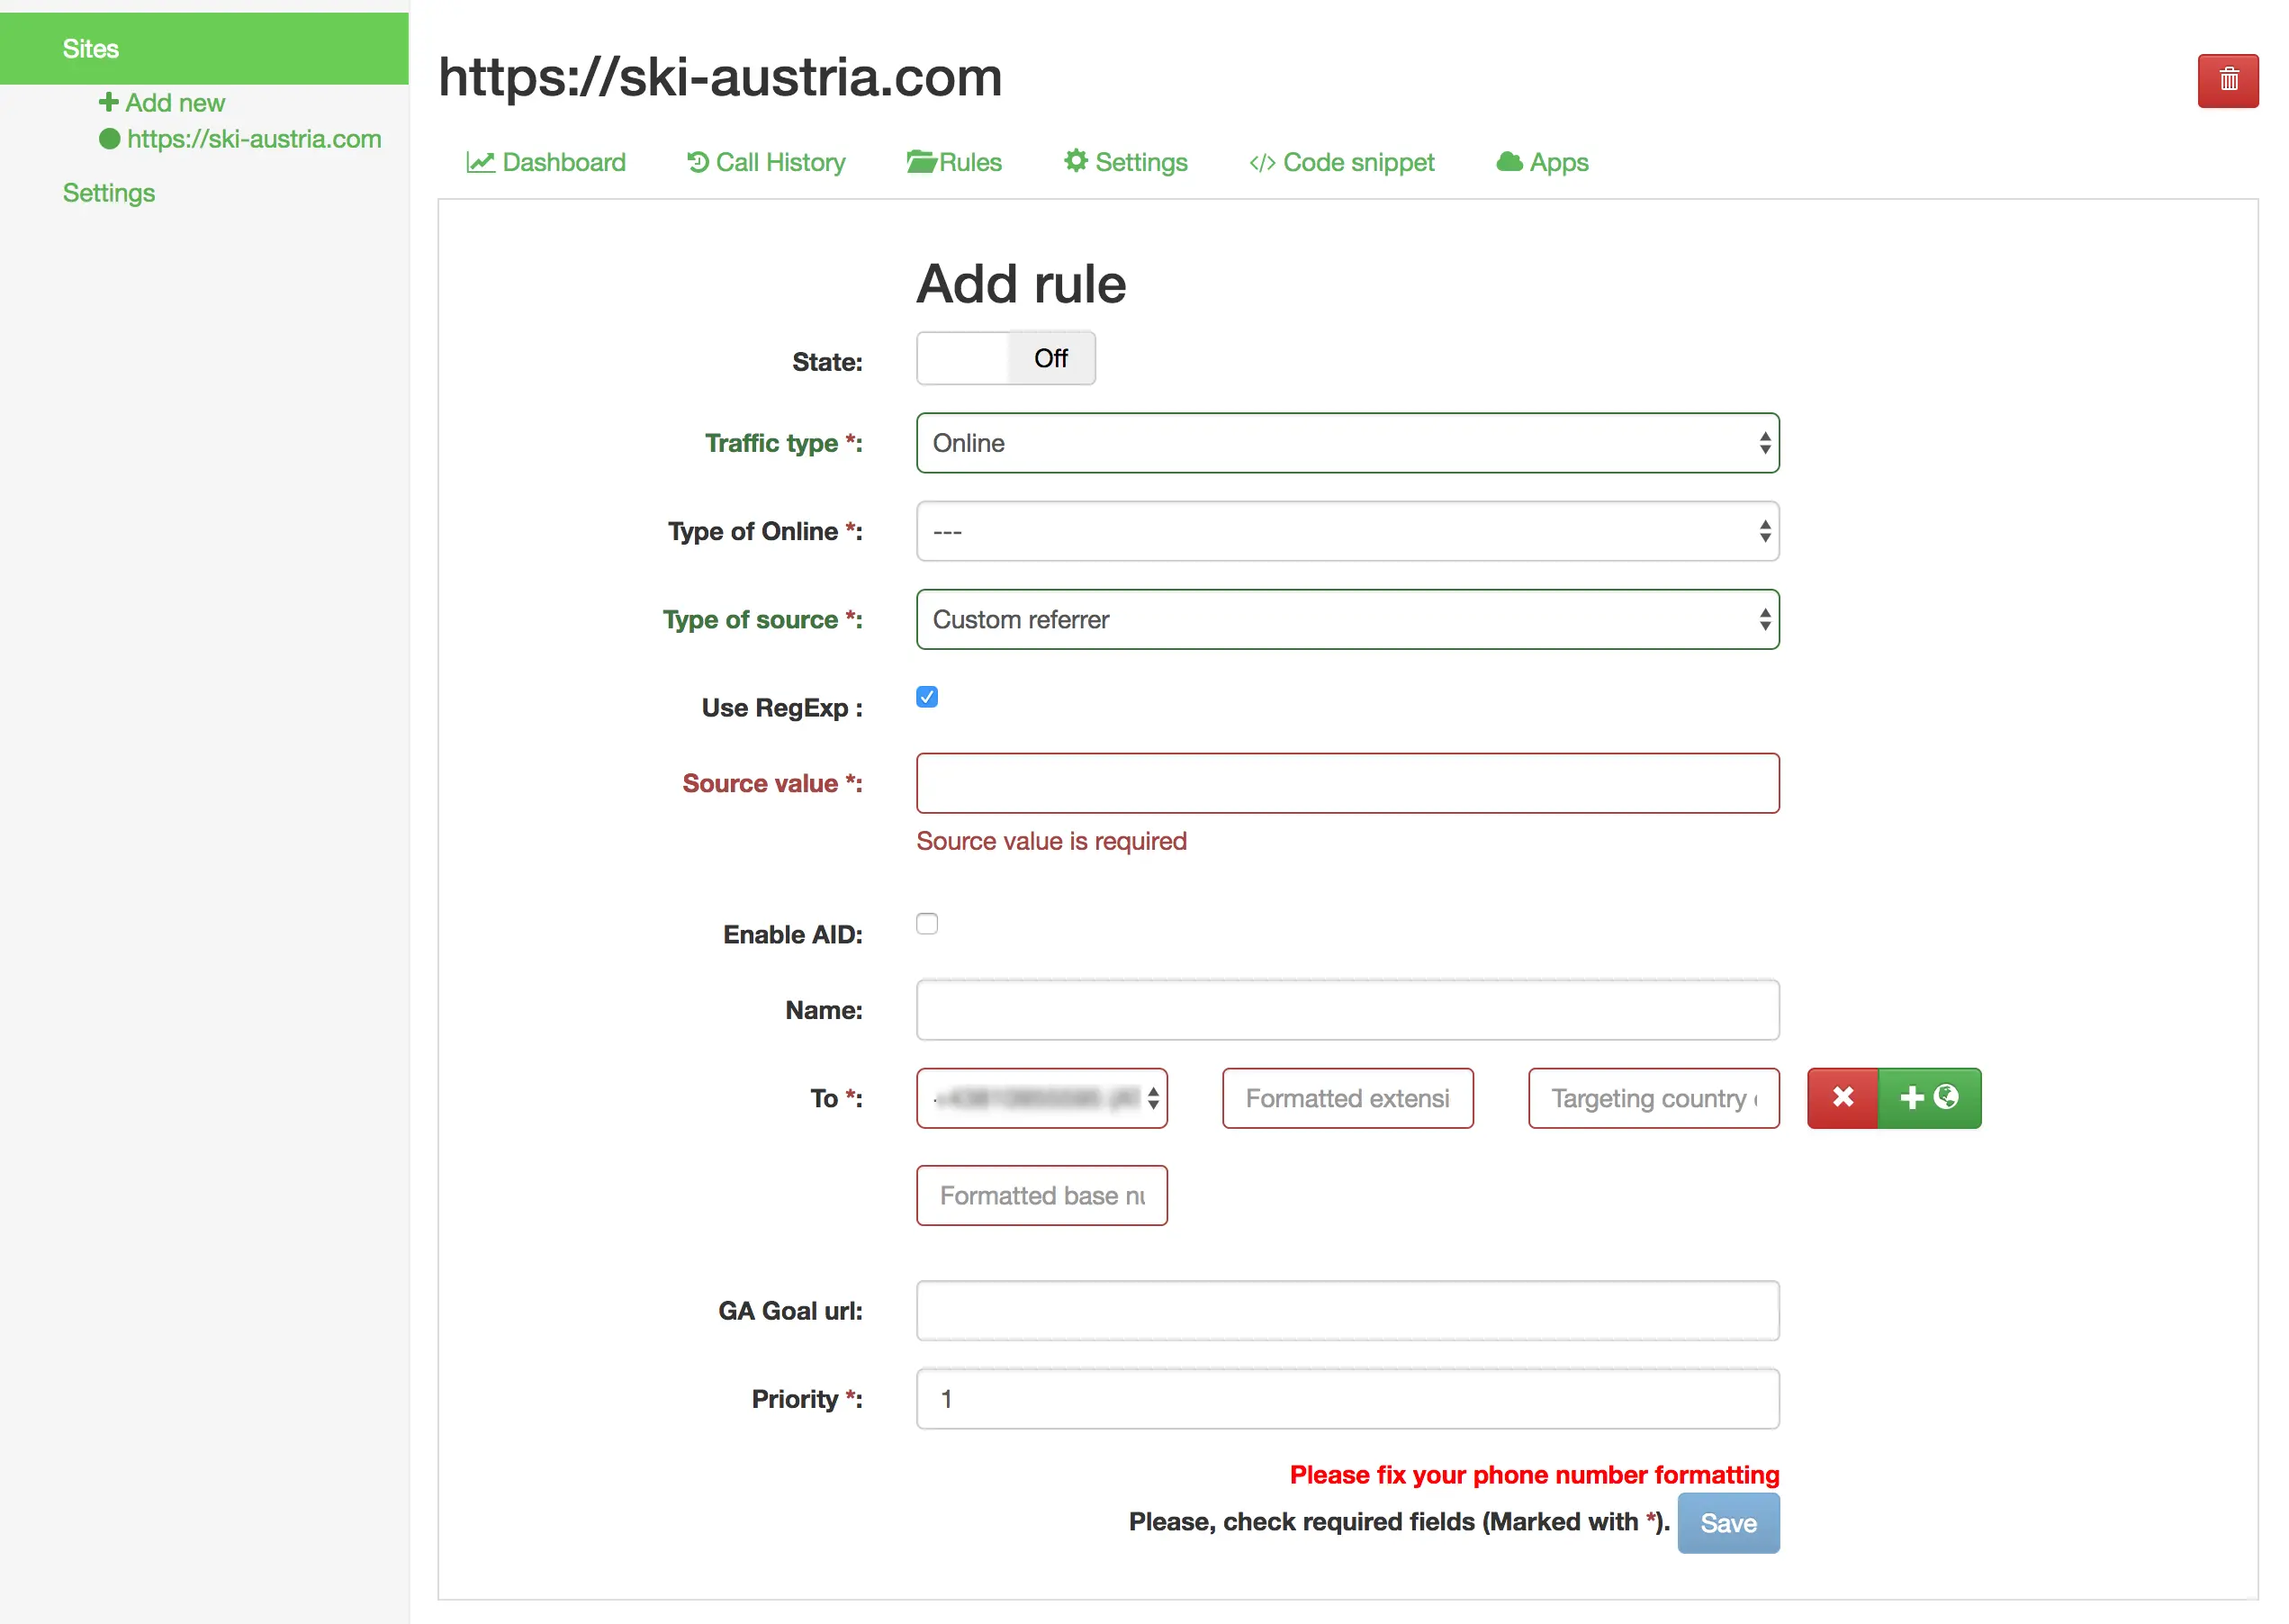 Sites
Add new
https://ski-austria.com
Settings
https://ski-austria.com
Dashboard Call History Rules Settings </> Code snippet Apps
Add rule
State: Off
Traffic type *: Online
Type of Online *: ---
Type of source *: Custom referrer
Use RegExp :
Source value *:
Source value is required
Enable AID:
Name:
To *: Formatted extensi Targeting country
Formatted base nu
GA Goal url:
Priority *: 1
Please fix your phone number formatting
Please, check required fields (Marked with *). Save